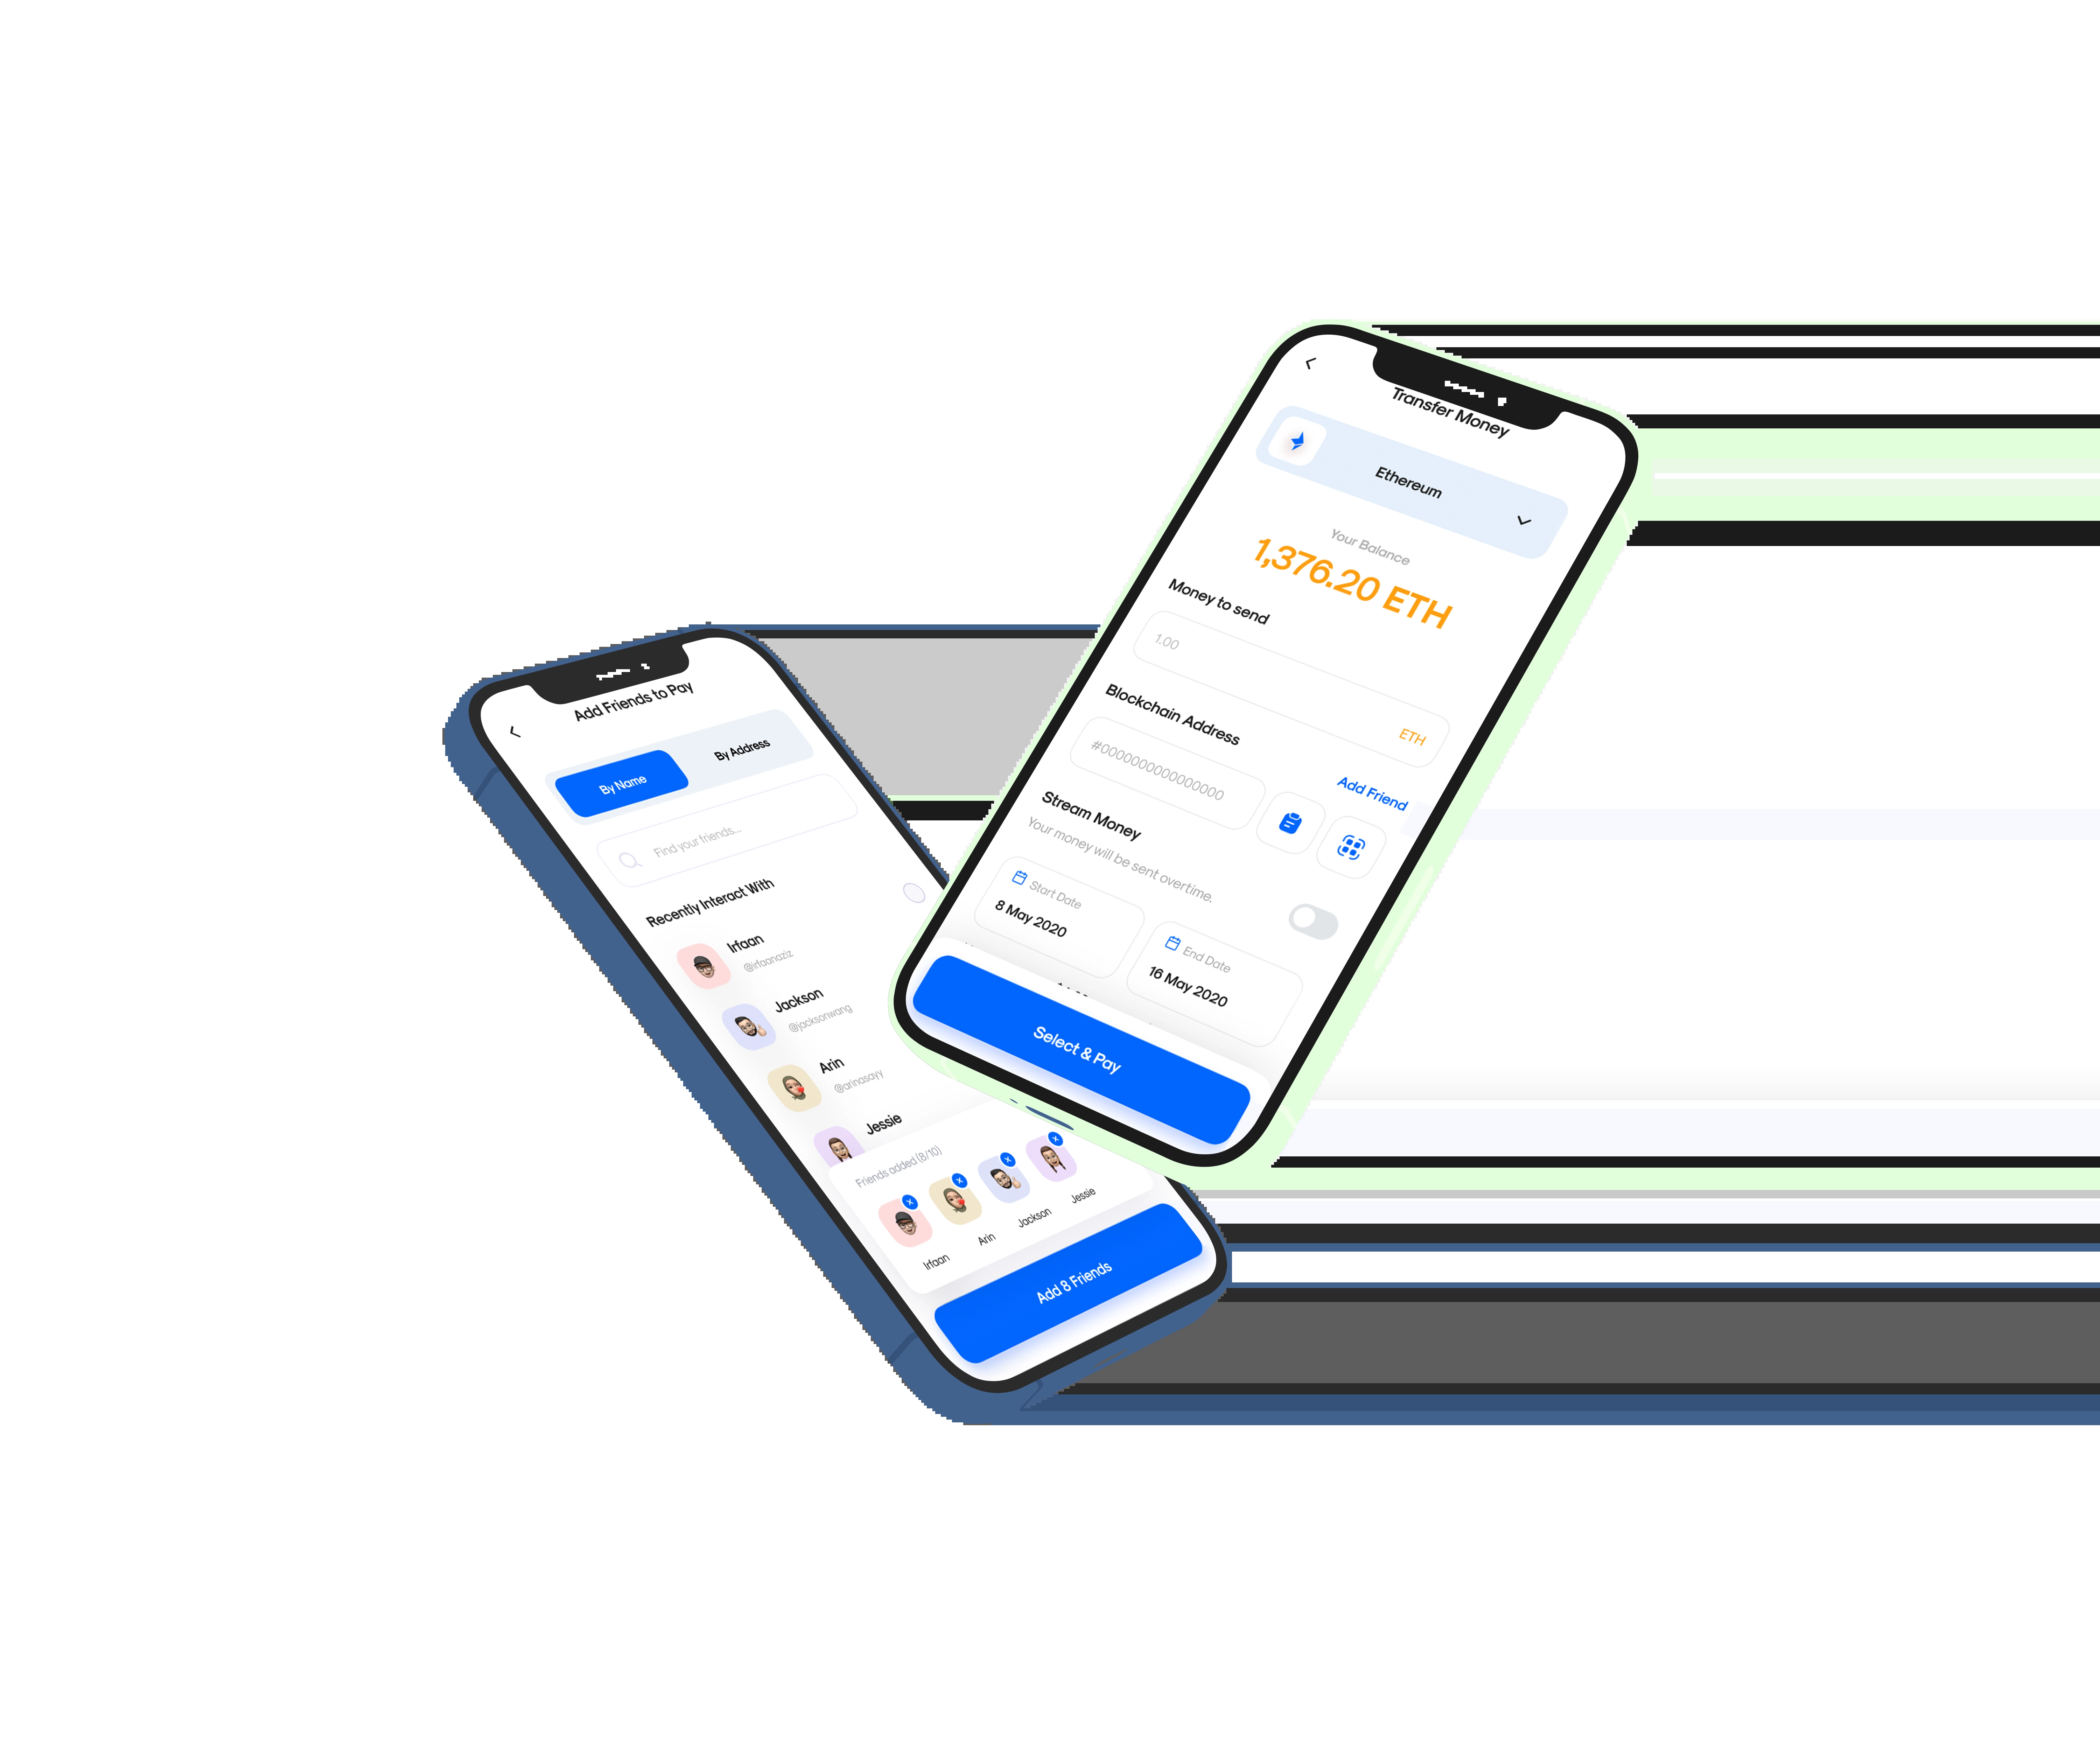 Add Friends to Pay
By Name
By Address
Find your friends...
Recently Interact With
Irfaan
@irfaanaziz
Jackson
@jacksonwang
Arin
@arinasayy
Jessie
Friends added (8/10)
Irfaan
Arin
Jackson
Jessie
Add 8 Friends
Transfer Money
Ethereum
Your Balance
1,376.20 ETH
Money to send
1.00
ETH
Blockchain Address
Add Friend
#000000000000000
Stream Money
Your money will be sent overtime.
Start Date
8 May 2020
End Date
16 May 2020
Select & Pay